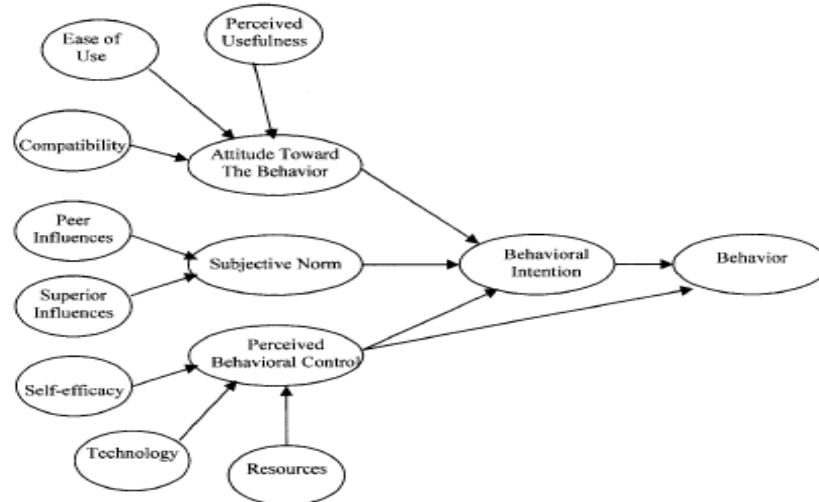 Ease of
Use
Perceived
Usefulness
Compatibility
Attitude Toward
The Behavior
Peer
Influences
Subjective Norm
Superior
Influences
Behavioral
Intention
Behavior
Perceived
Behavioral Control
Self-efficacy
Technology
Resources